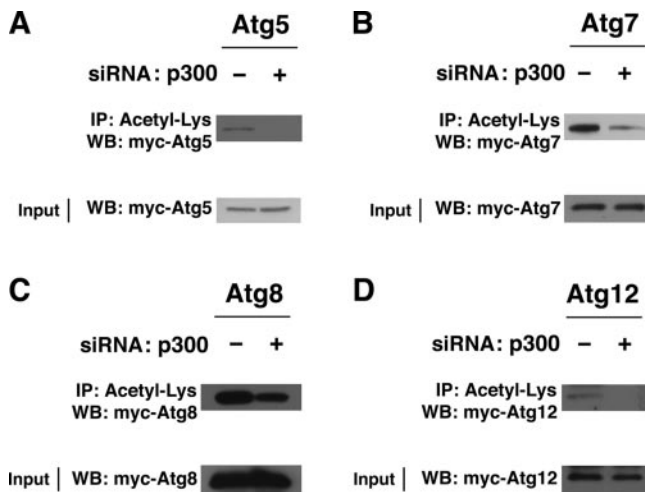 A
Atg5
siRNA: p300 − +
IP: Acetyl-Lys
WB: myc-Atg5
Input | WB: myc-Atg5
B
Atg7
siRNA: p300 − +
IP: Acetyl-Lys
WB: myc-Atg7
Input | WB: myc-Atg7
C
Atg8
siRNA: p300 − +
IP: Acetyl-Lys
WB: myc-Atg8
Input | WB: myc-Atg8
D
Atg12
siRNA: p300 − +
IP: Acetyl-Lys
WB: myc-Atg12
Input | WB: myc-Atg12